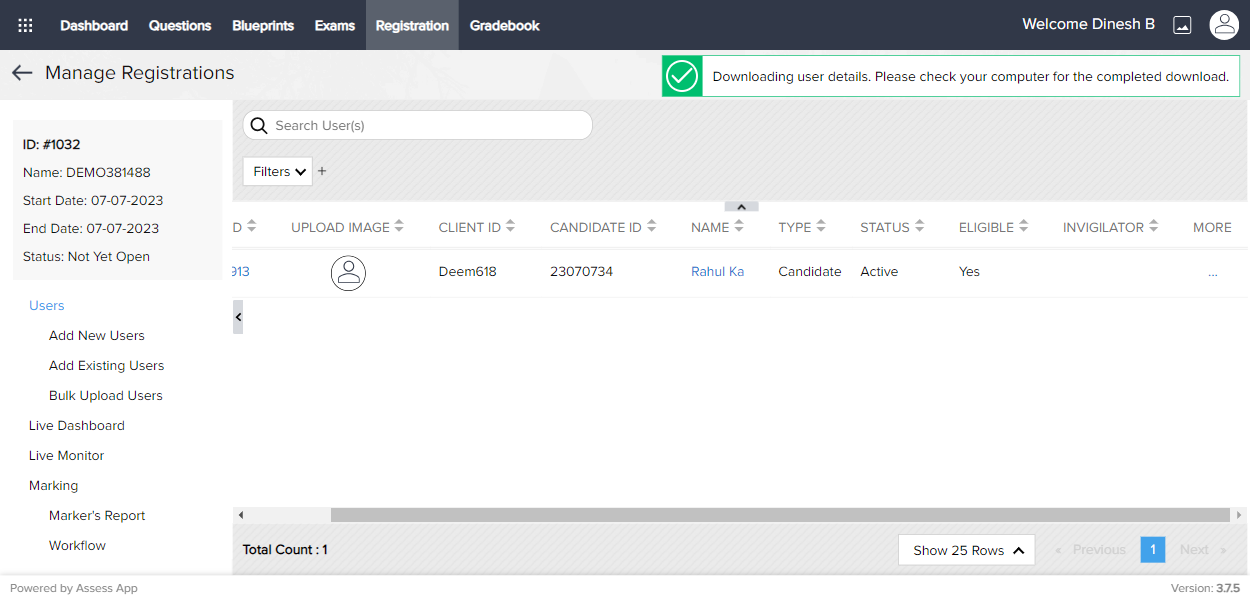 Dashboard Questions Blueprints Exams Registration Gradebook Welcome Dinesh B
Manage Registrations
Downloading user details. Please check your computer for the completed download.
ID: #1032
Name: DEMO381488
Start Date: 07-07-2023
End Date: 07-07-2023
Status: Not Yet Open
Users
Add New Users
Add Existing Users
Bulk Upload Users
Live Dashboard
Live Monitor
Marking
Marker's Report
Workflow
Search User(s)
Filters +
D UPLOAD IMAGE CLIENT ID CANDIDATE ID NAME TYPE STATUS ELIGIBLE INVIGILATOR MORE
913 Deem618 23070734 Rahul Ka Candidate Active Yes ...
Total Count : 1 Show 25 Rows « Previous 1 Next »
Powered by Assess App Version: 3.7.5